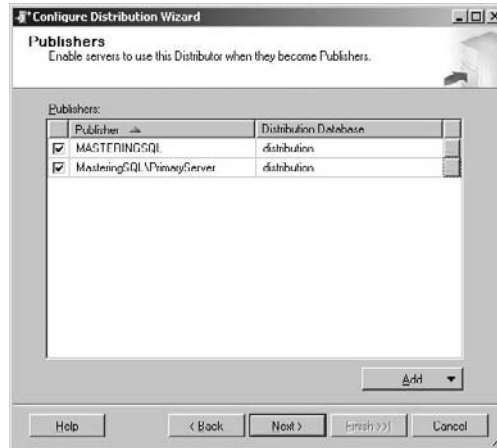 Configure Distribution Wizard
Publishers
Enable servers to use this Distributor when they become Publishers.
Publishers:
Publisher Distribution Database
MASTERINGSQL distribution
MasteringSQL\PrimaryServer distribution
Add
Help < Back Next > Finish >>| Cancel